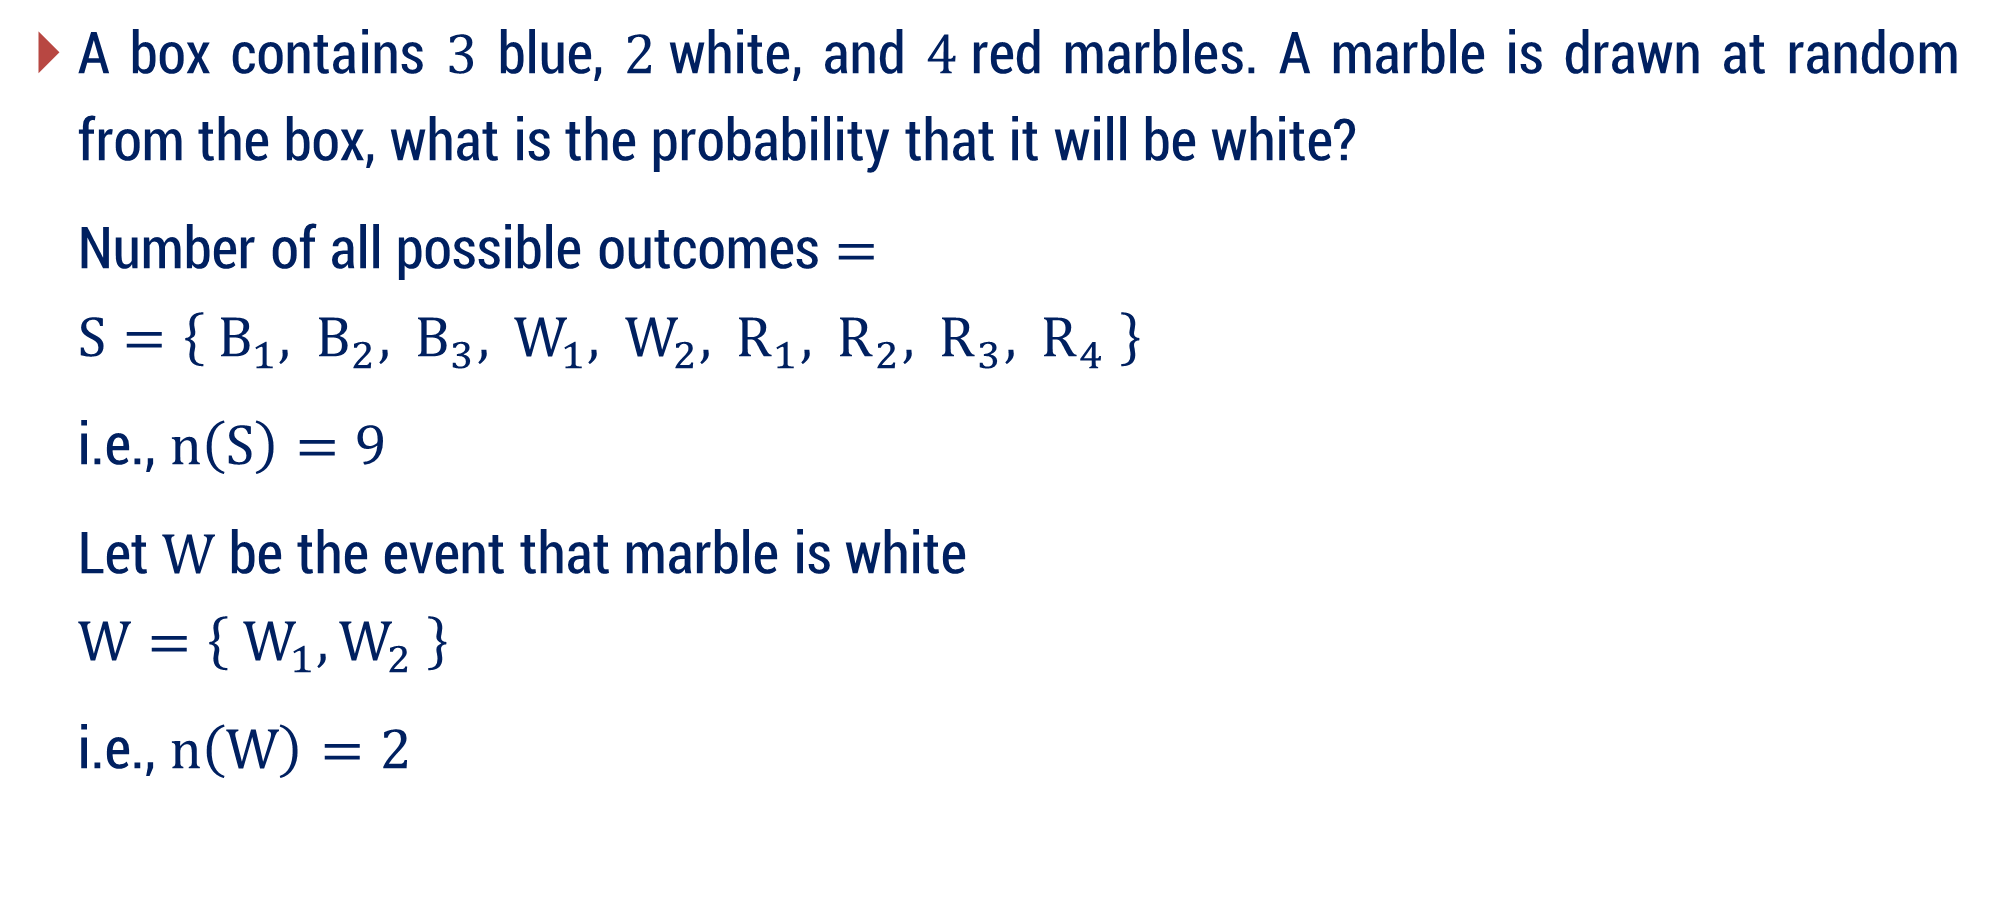 A box contains 3 blue, 2 white, and 4 red marbles. A marble is drawn at random
from the box, what is the probability that it will be white?
Number of all possible outcomes =
S = { B₁, B₂, B₃, W₁, W₂, R₁, R₂, R₃, R₄ }
i.e., n(S) = 9
Let W be the event that marble is white
W = { W₁, W₂ }
i.e., n(W) = 2